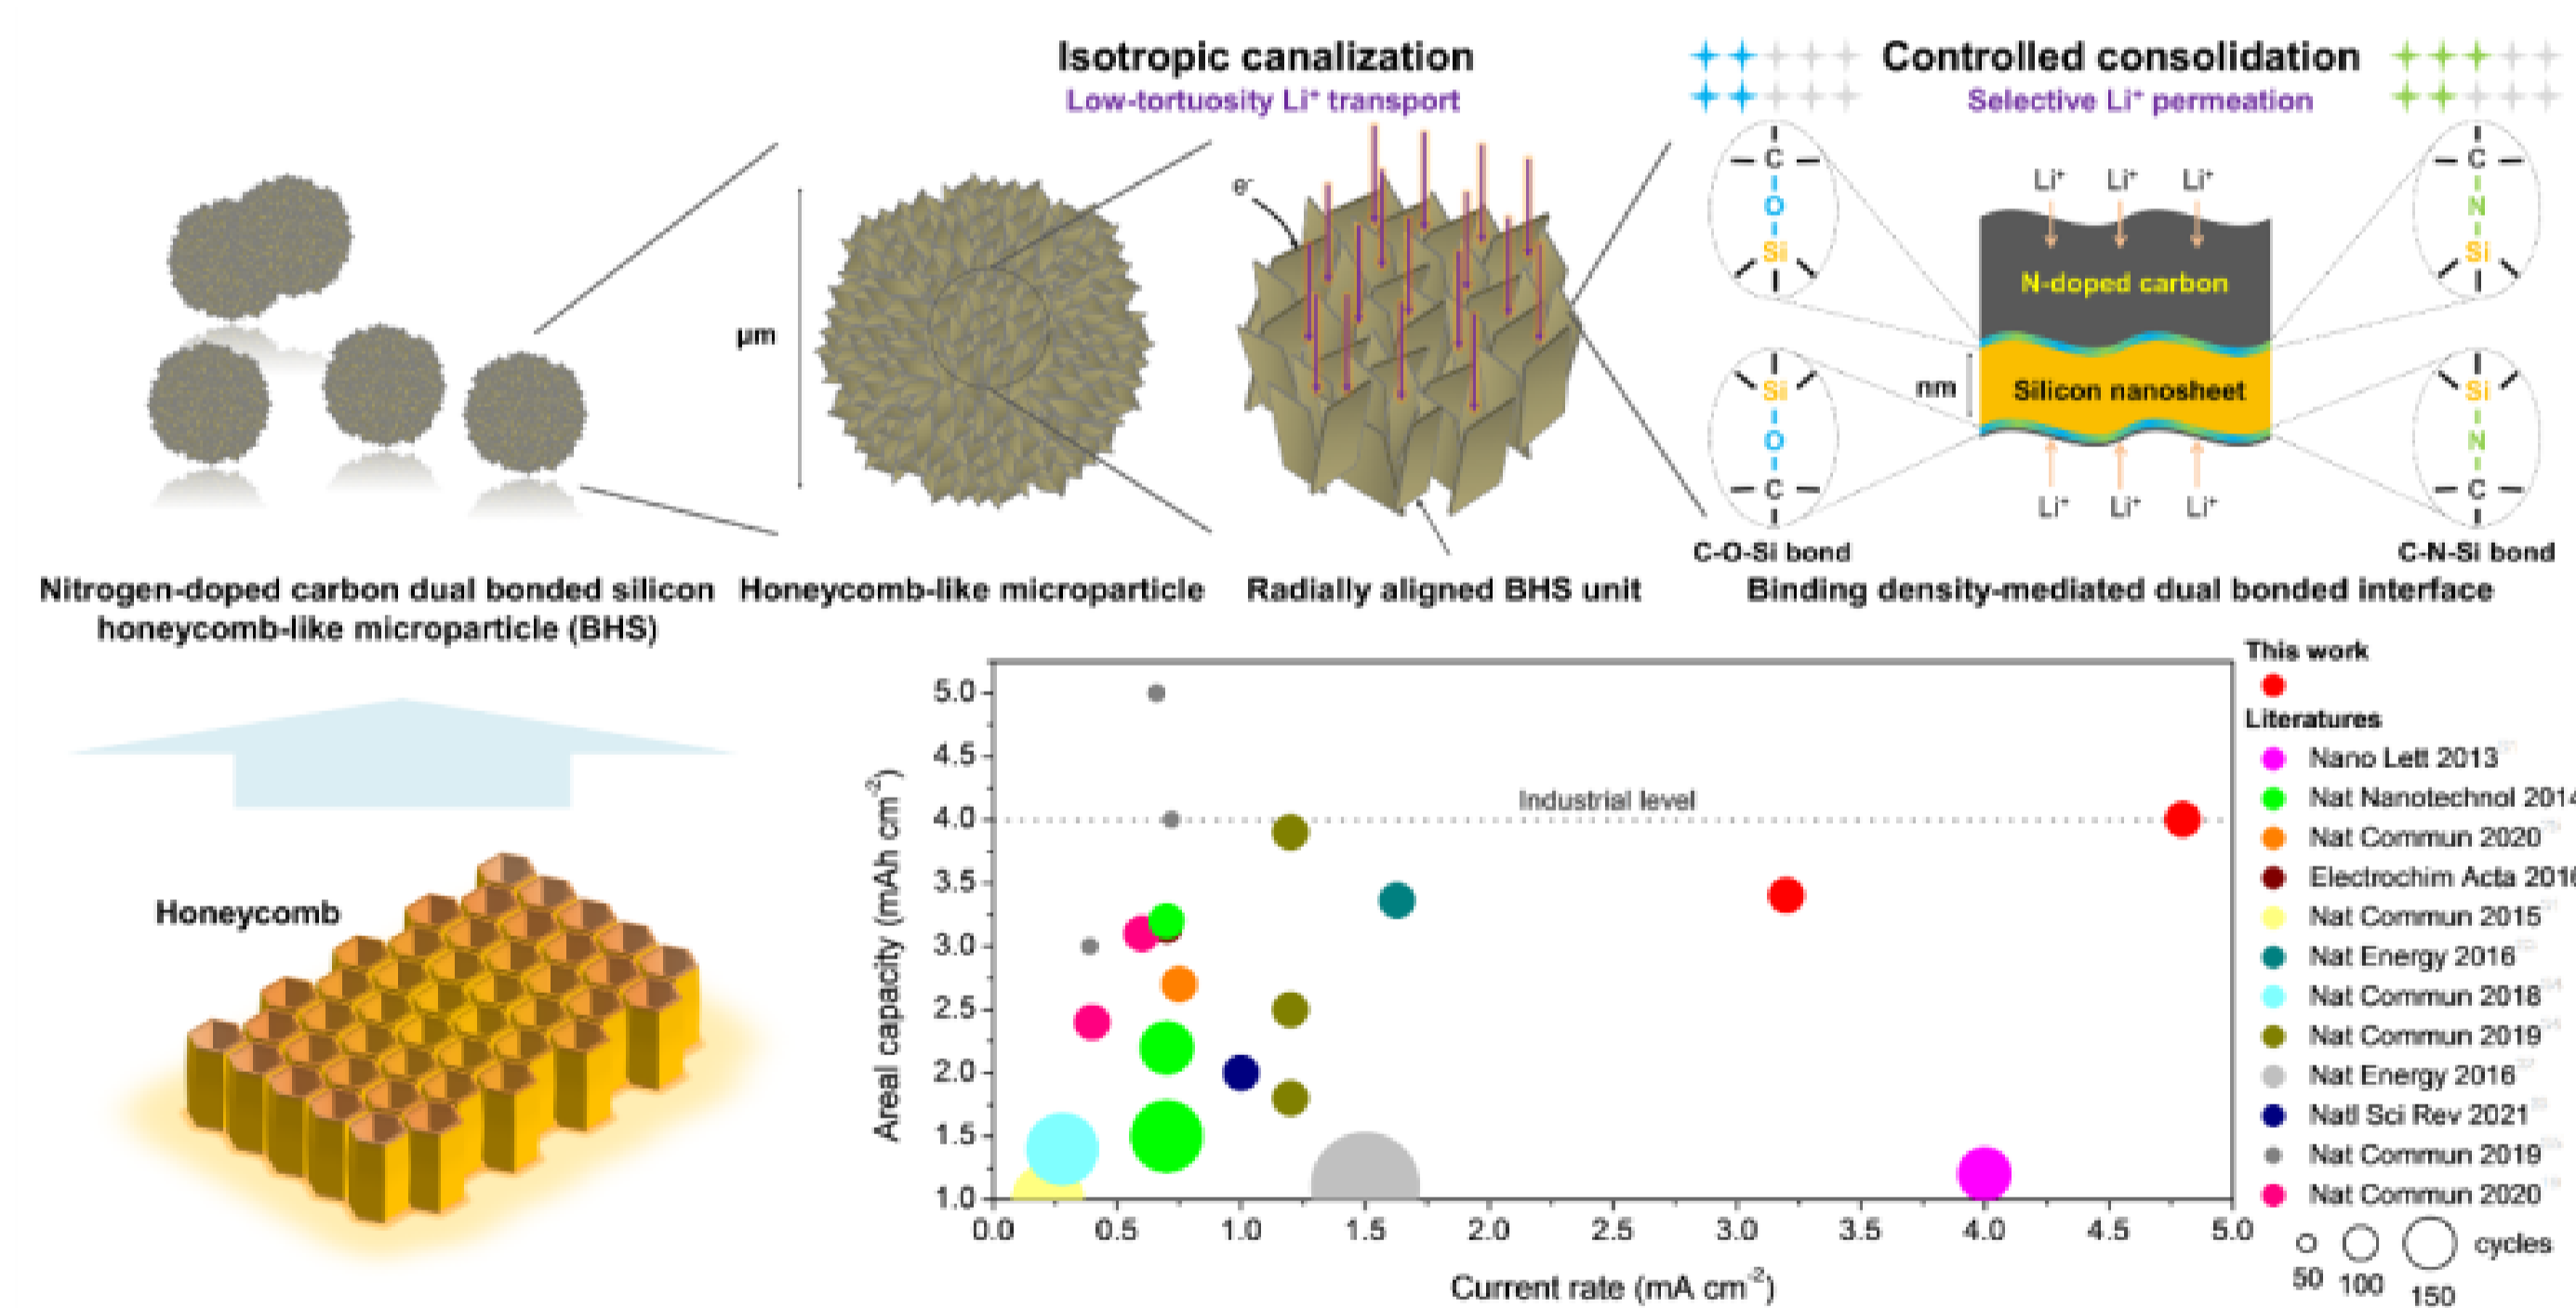 Isotropic canalization
Low-tortuosity Li⁺ transport
Controlled consolidation
Selective Li⁺ permeation
µm
e⁻
C
O
Si
Si
O
C
C-O-Si bond
Li⁺ Li⁺ Li⁺
N-doped carbon
nm
Silicon nanosheet
Li⁺ Li⁺ Li⁺
C
N
Si
Si
N
C
C-N-Si bond
Nitrogen-doped carbon dual bonded silicon
honeycomb-like microparticle (BHS)
Honeycomb-like microparticle
Radially aligned BHS unit
Binding density-mediated dual bonded interface
Honeycomb
Areal capacity (mAh cm⁻²)
5.0
4.5
4.0
3.5
3.0
2.5
2.0
1.5
1.0
Industrial level
0.0 0.5 1.0 1.5 2.0 2.5 3.0 3.5 4.0 4.5 5.0
Current rate (mA cm⁻²)
This work
Literatures
Nano Lett 2013
Nat Nanotechnol 2014
Nat Commun 2020
Electrochim Acta
Nat Commun 2015
Nat Energy 2016
Nat Commun 2018
Nat Commun 2019
Nat Energy 2016
Natl Sci Rev 2021
Nat Commun 2019
Nat Commun 2020
cycles
50 100 150